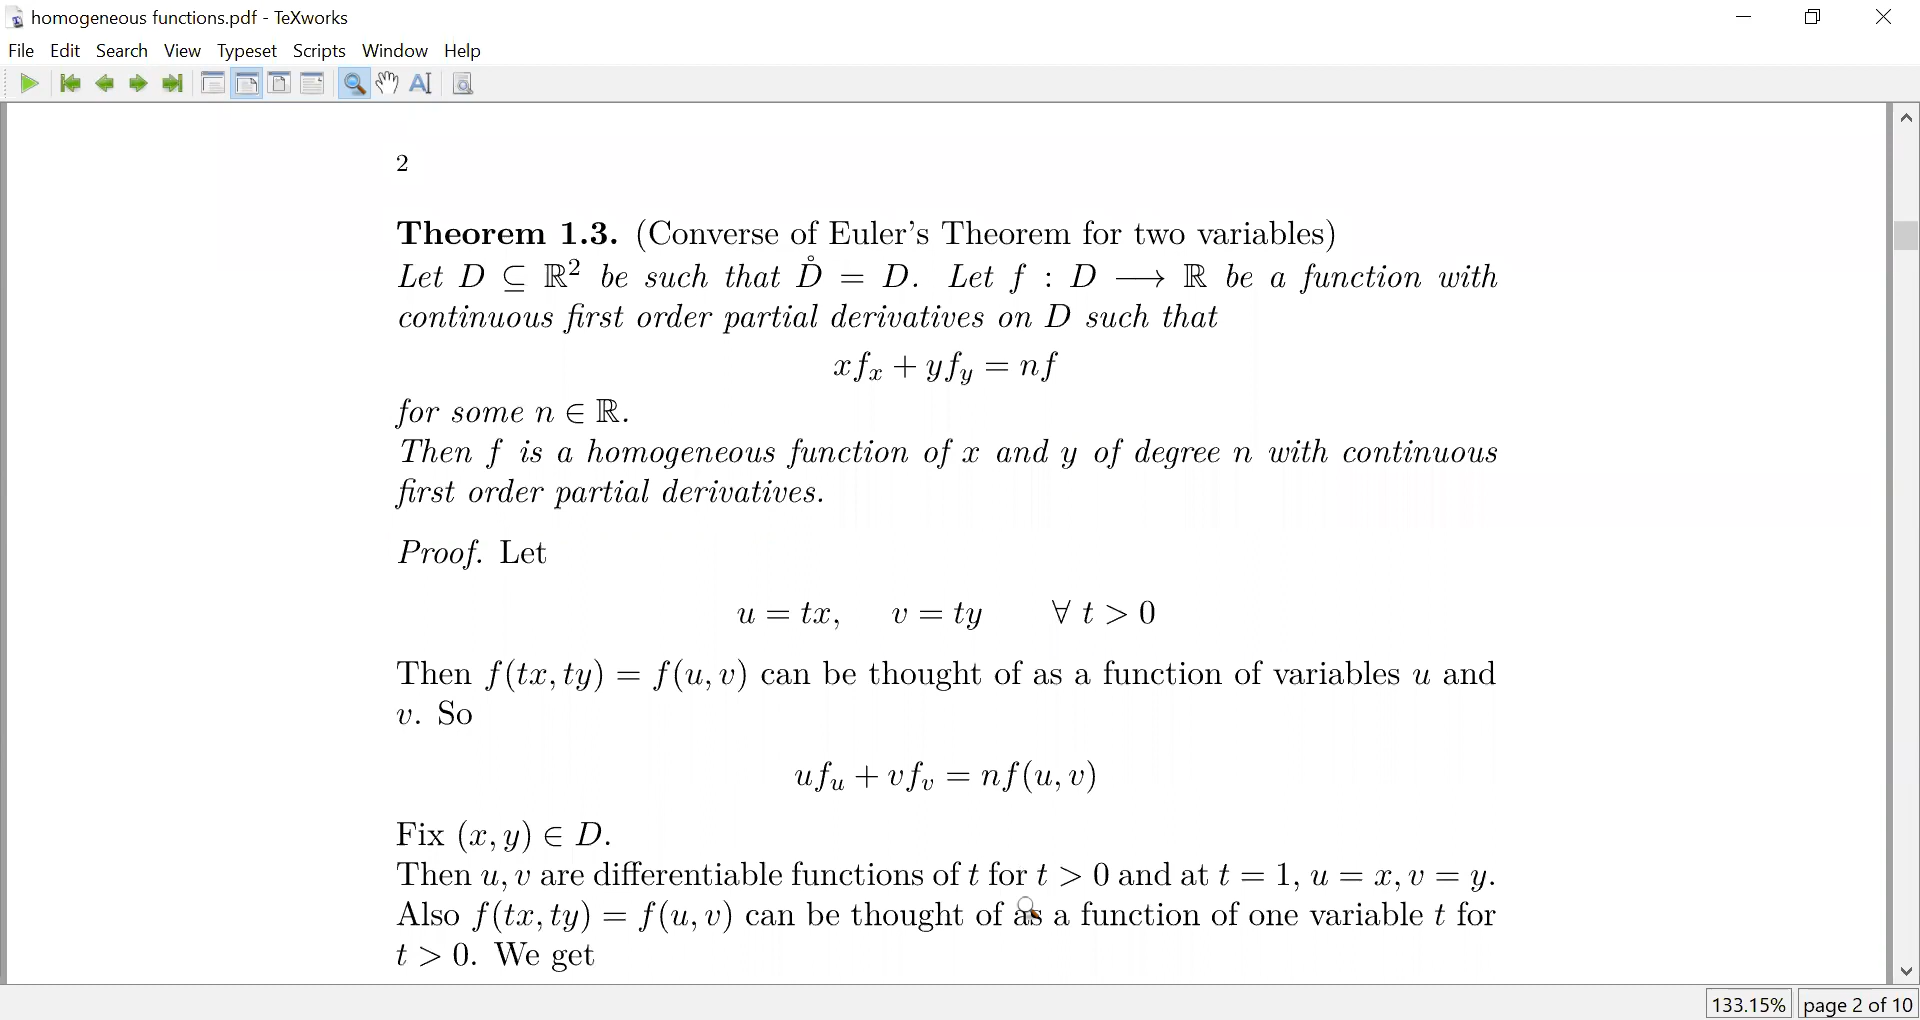 homogeneous functions.pdf - TeXworks
File Edit Search View Typeset Scripts Window Help
2
Theorem 1.3. (Converse of Euler's Theorem for two variables)
Let D ⊆ ℝ² be such that D̊ = D. Let f : D ⟶ ℝ be a function with
continuous first order partial derivatives on D such that
xfₓ + yf_y = nf
for some n ∈ ℝ.
Then f is a homogeneous function of x and y of degree n with continuous
first order partial derivatives.
Proof. Let
u = tx, v = ty ∀ t > 0
Then f(tx, ty) = f(u, v) can be thought of as a function of variables u and
v. So
uf_u + vf_v = nf(u, v)
Fix (x, y) ∈ D.
Then u, v are differentiable functions of t for t > 0 and at t = 1, u = x, v = y.
Also f(tx, ty) = f(u, v) can be thought of as a function of one variable t for
t > 0. We get
133.15% page 2 of 10